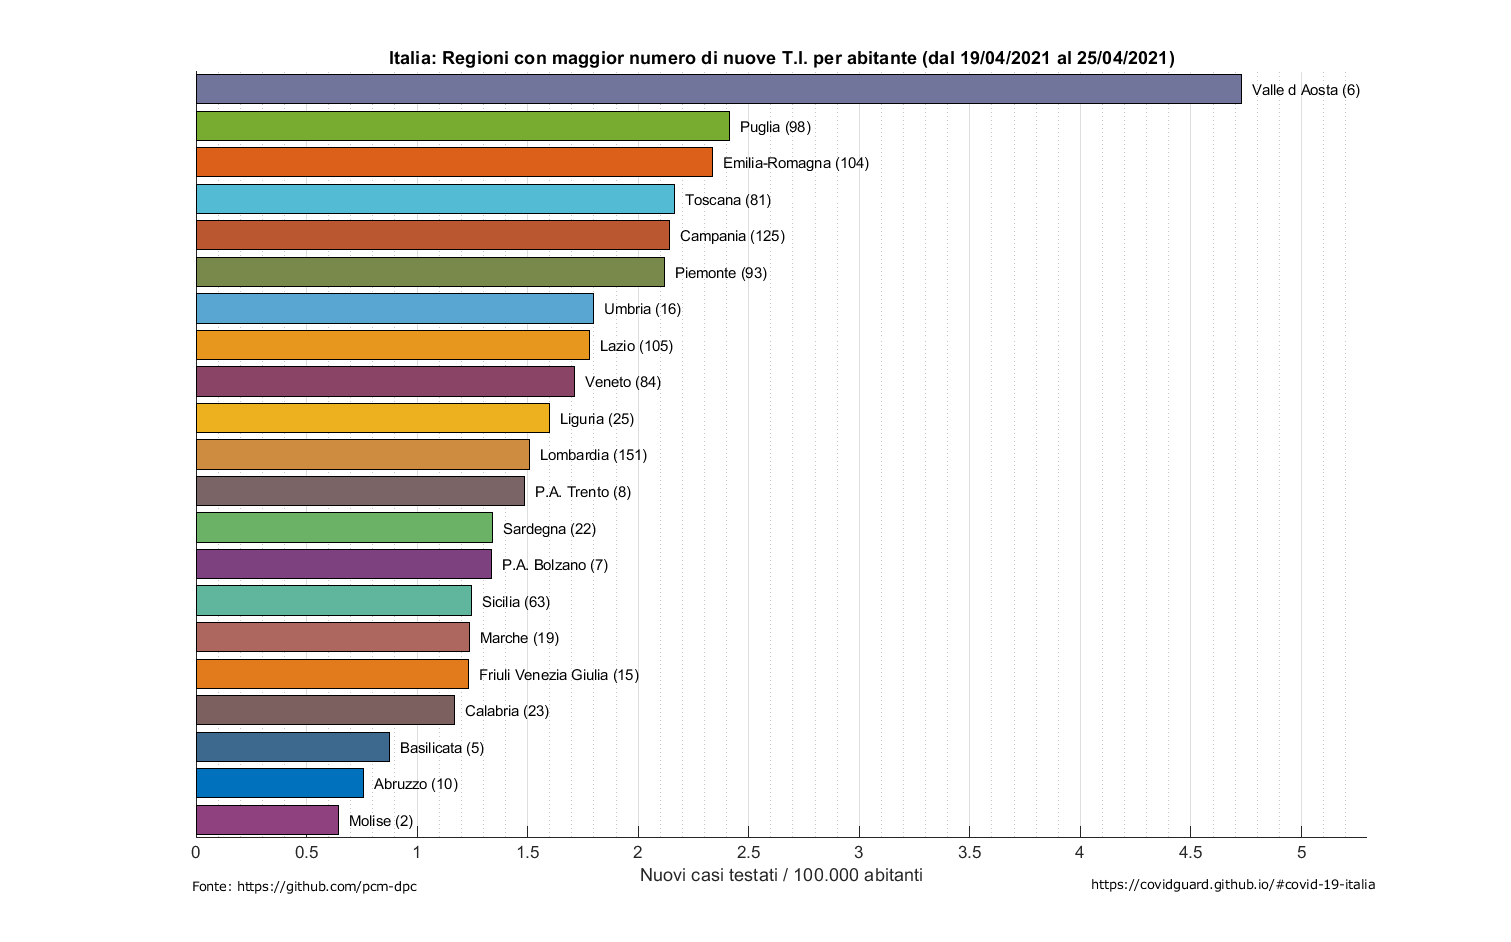 Italia: Regioni con maggior numero di nuove T.I. per abitante (dal 19/04/2021 al 25/04/2021)
Valle d Aosta (6)
Puglia (98)
Emilia-Romagna (104)
Toscana (81)
Campania (125)
Piemonte (93)
Umbria (16)
Lazio (105)
Veneto (84)
Liguria (25)
Lombardia (151)
P.A. Trento (8)
Sardegna (22)
P.A. Bolzano (7)
Sicilia (63)
Marche (19)
Friuli Venezia Giulia (15)
Calabria (23)
Basilicata (5)
Abruzzo (10)
Molise (2)
0 0.5 1 1.5 2 2.5 3 3.5 4 4.5 5
Nuovi casi testati / 100.000 abitanti
Fonte: https://github.com/pcm-dpc
https://covidguard.github.io/#covid-19-italia